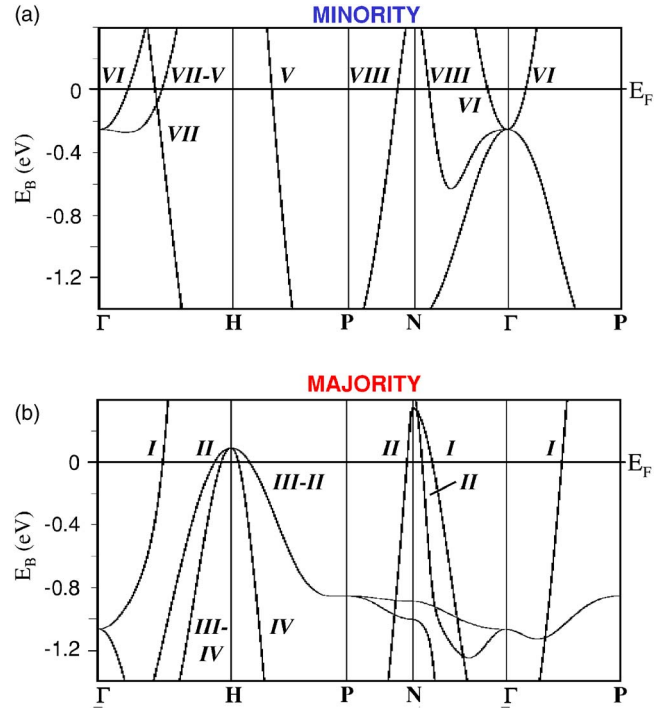 (a)
MINORITY
VI VII-V V VIII VIII VI
0 E_F
VI
VII
-0.4
E_B (eV)
-0.8
-1.2
Γ H P N Γ P
(b)
MAJORITY
I II II I I
0 E_F
III-II II
-0.4
E_B (eV)
-0.8
III-IV IV
-1.2
Γ H P N Γ P